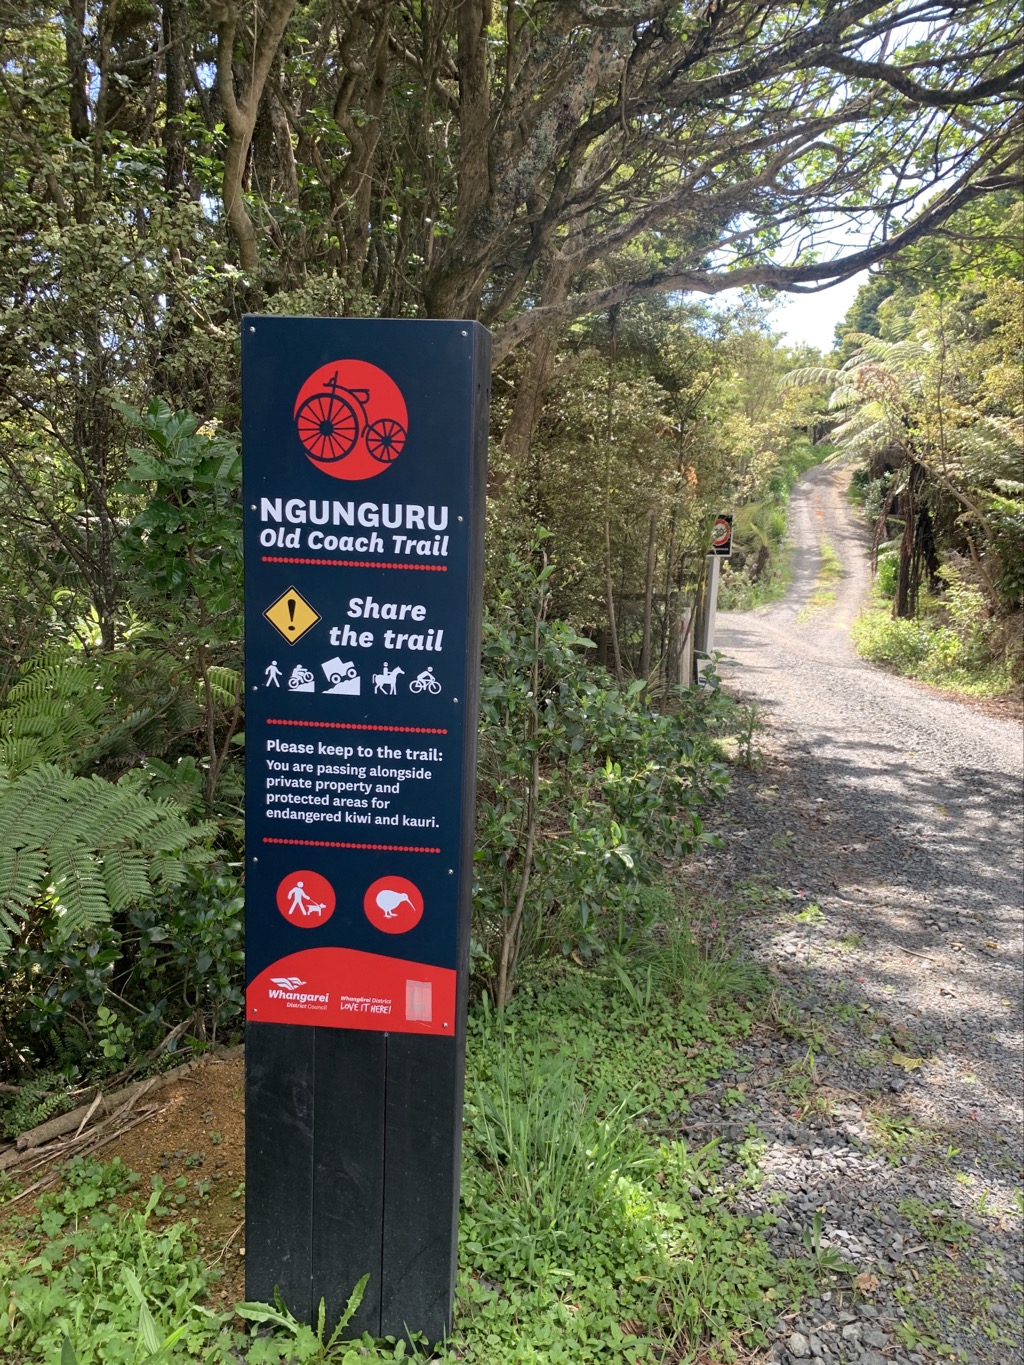 NGUNGURU
Old Coach Trail
!
Share
the trail
Please keep to the trail:
You are passing alongside
private property and
protected areas for
endangered kiwi and kauri.
Whangarei
District Council
Whangārei District
LOVE IT HERE!